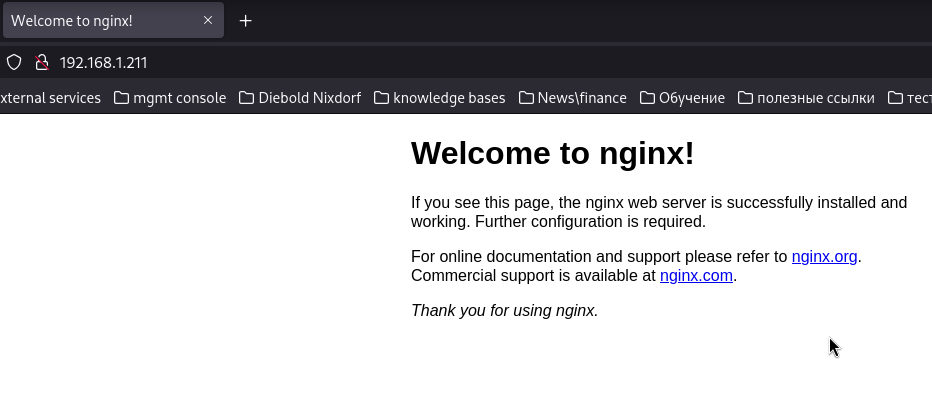 Welcome to nginx!
192.168.1.211
xternal services mgmt console Diebold Nixdorf knowledge bases News\finance Обучение полезные ссылки тест
Welcome to nginx!
If you see this page, the nginx web server is successfully installed and
working. Further configuration is required.
For online documentation and support please refer to nginx.org.
Commercial support is available at nginx.com.
Thank you for using nginx.